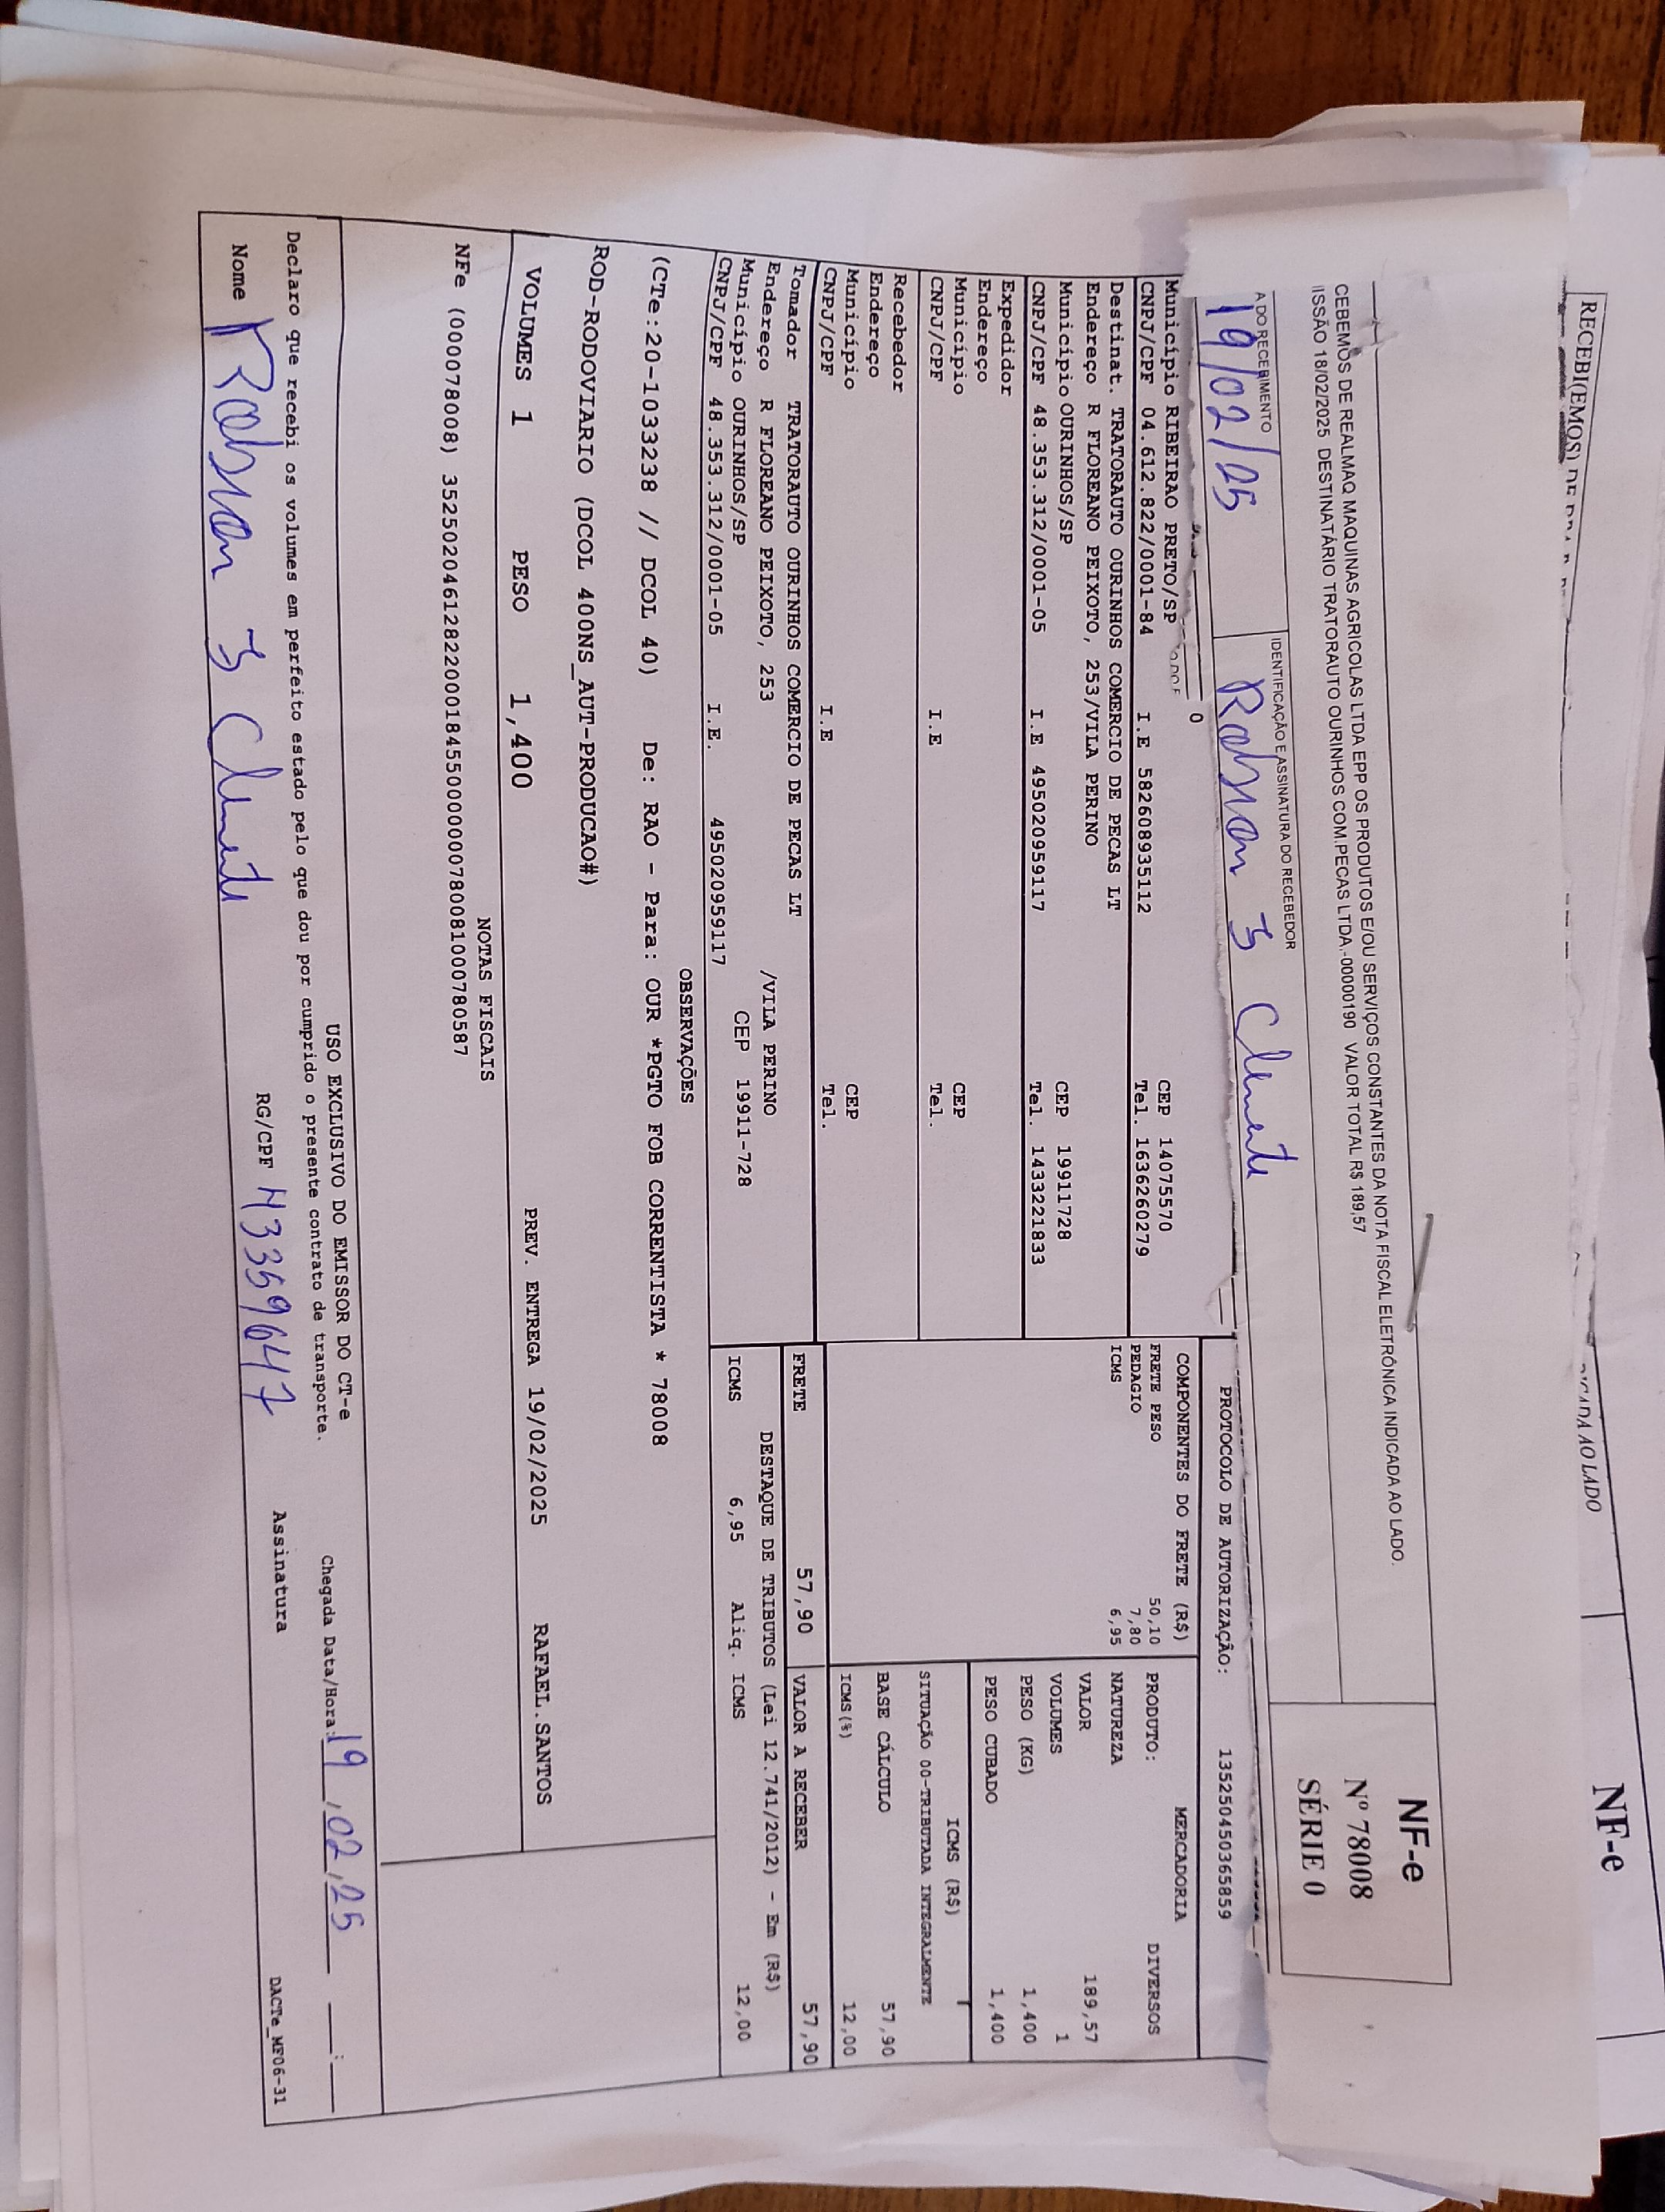 RECEBI(EMOS) DE
NF-e
CEBEMOS DE REALMAQ MAQUINAS AGRICOLAS LTDA EPP OS PRODUTOS E/OU SERVIÇOS CONSTANTES DA NOTA FISCAL ELETRÔNICA INDICADA AO LADO.
ISSÃO 18/02/2025 DESTINATÁRIO TRATORAUTO OURINHOS COM.PECAS LTDA.-00000190 VALOR TOTAL R$ 189,57
NF-e
Nº 78008
SÉRIE 0
A DO RECEBIMENTO
19/02/25
IDENTIFICAÇÃO E ASSINATURA DO RECEBEDOR
Robson J Clemente
0
PROTOCOLO DE AUTORIZAÇÃO: 135250450365859
Município RIBEIRAO PRETO/SP CEP 14075570
CNPJ/CPF 04.612.822/0001-84 I.E 582608935112 Tel. 1636260279
Destinat. TRATORAUTO OURINHOS COMERCIO DE PECAS LT
Endereço R FLOREANO PEIXOTO, 253/VILA PERINO
Município OURINHOS/SP CEP 19911728
CNPJ/CPF 48.353.312/0001-05 I.E 495020959117 Tel. 1433221833
Expedidor
Endereço
Município CEP
CNPJ/CPF I.E Tel.
Recebedor
Endereço
Município CEP
CNPJ/CPF I.E Tel.
Tomador TRATORAUTO OURINHOS COMERCIO DE PECAS LT
Endereço R FLOREANO PEIXOTO, 253 /VILA PERINO
Município OURINHOS/SP CEP 19911-728
CNPJ/CPF 48.353.312/0001-05 I.E. 495020959117
COMPONENTES DO FRETE (R$)
FRETE PESO 50,10
PEDAGIO 7,80
ICMS 6,95
MERCADORIA
PRODUTO: DIVERSOS
NATUREZA
VALOR 189,57
VOLUMES 1
PESO (KG) 1,400
PESO CUBADO 1,400
ICMS (R$)
SITUAÇÃO 00-TRIBUTADA INTEGRALMENTE
BASE CÁLCULO 57,90
ICMS(%) 12,00
FRETE 57,90 VALOR A RECEBER 57,90
DESTAQUE DE TRIBUTOS (Lei 12.741/2012) - Em (R$)
ICMS 6,95 Aliq. ICMS 12,00
OBSERVAÇÕES
(CTe:20-1033238 // DCOL 40) De: RAO - Para: OUR *PGTO FOB CORRENTISTA * 78008
ROD-RODOVIARIO (DCOL 400NS_AUT-PRODUCAO#)
VOLUMES 1 PESO 1,400 PREV. ENTREGA 19/02/2025 RAFAEL.SANTOS
NOTAS FISCAIS
NFe (000078008) 35250204612822000184550000000780081000780587
USO EXCLUSIVO DO EMISSOR DO CT-e
Declaro que recebi os volumes em perfeito estado pelo que dou por cumprido o presente contrato de transporte.
Chegada Data/Hora: 19,02,25 :
Nome Robson J Clemente RG/CPF 433596417 Assinatura
DACTe_MF06-31